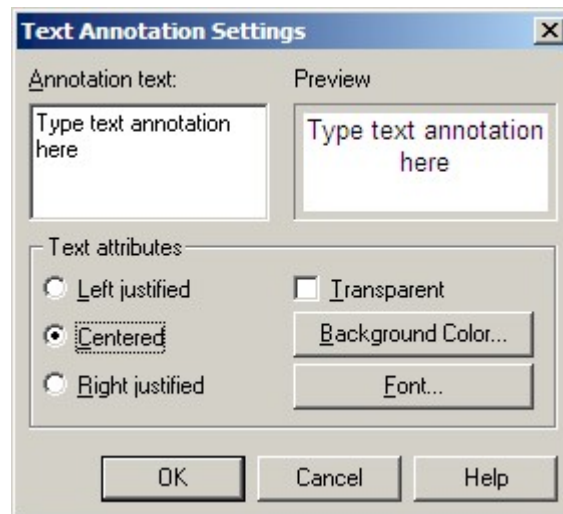 Text Annotation Settings
Annotation text:
Preview
Type text annotation
here
Type text annotation
here
Text attributes
Left justified
Transparent
Centered
Background Color...
Right justified
Font...
OK
Cancel
Help